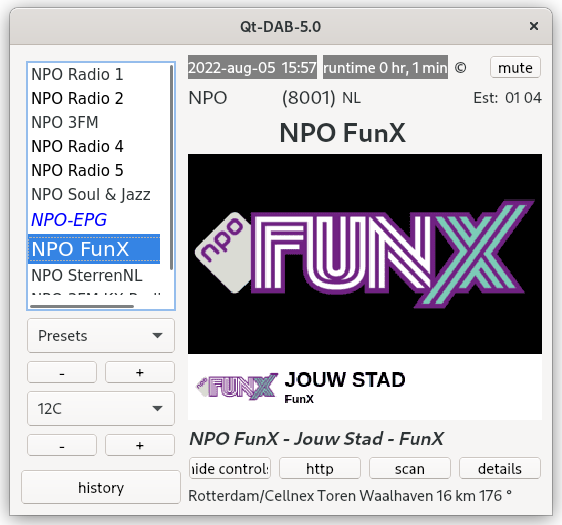 Qt-DAB-5.0
×
NPO Radio 1
NPO Radio 2
NPO 3FM
NPO Radio 4
NPO Radio 5
NPO Soul & Jazz
NPO-EPG
NPO FunX
NPO SterrenNL
Presets
- +
12C
- +
history
2022-aug-05 15:57 runtime 0 hr, 1 min © mute
NPO (8001) NL Est: 01 04
NPO FunX
npo FUNX
npo FUNX JOUW STAD
FunX
NPO FunX - Jouw Stad - FunX
hide controls http scan details
Rotterdam/Cellnex Toren Waalhaven 16 km 176 °